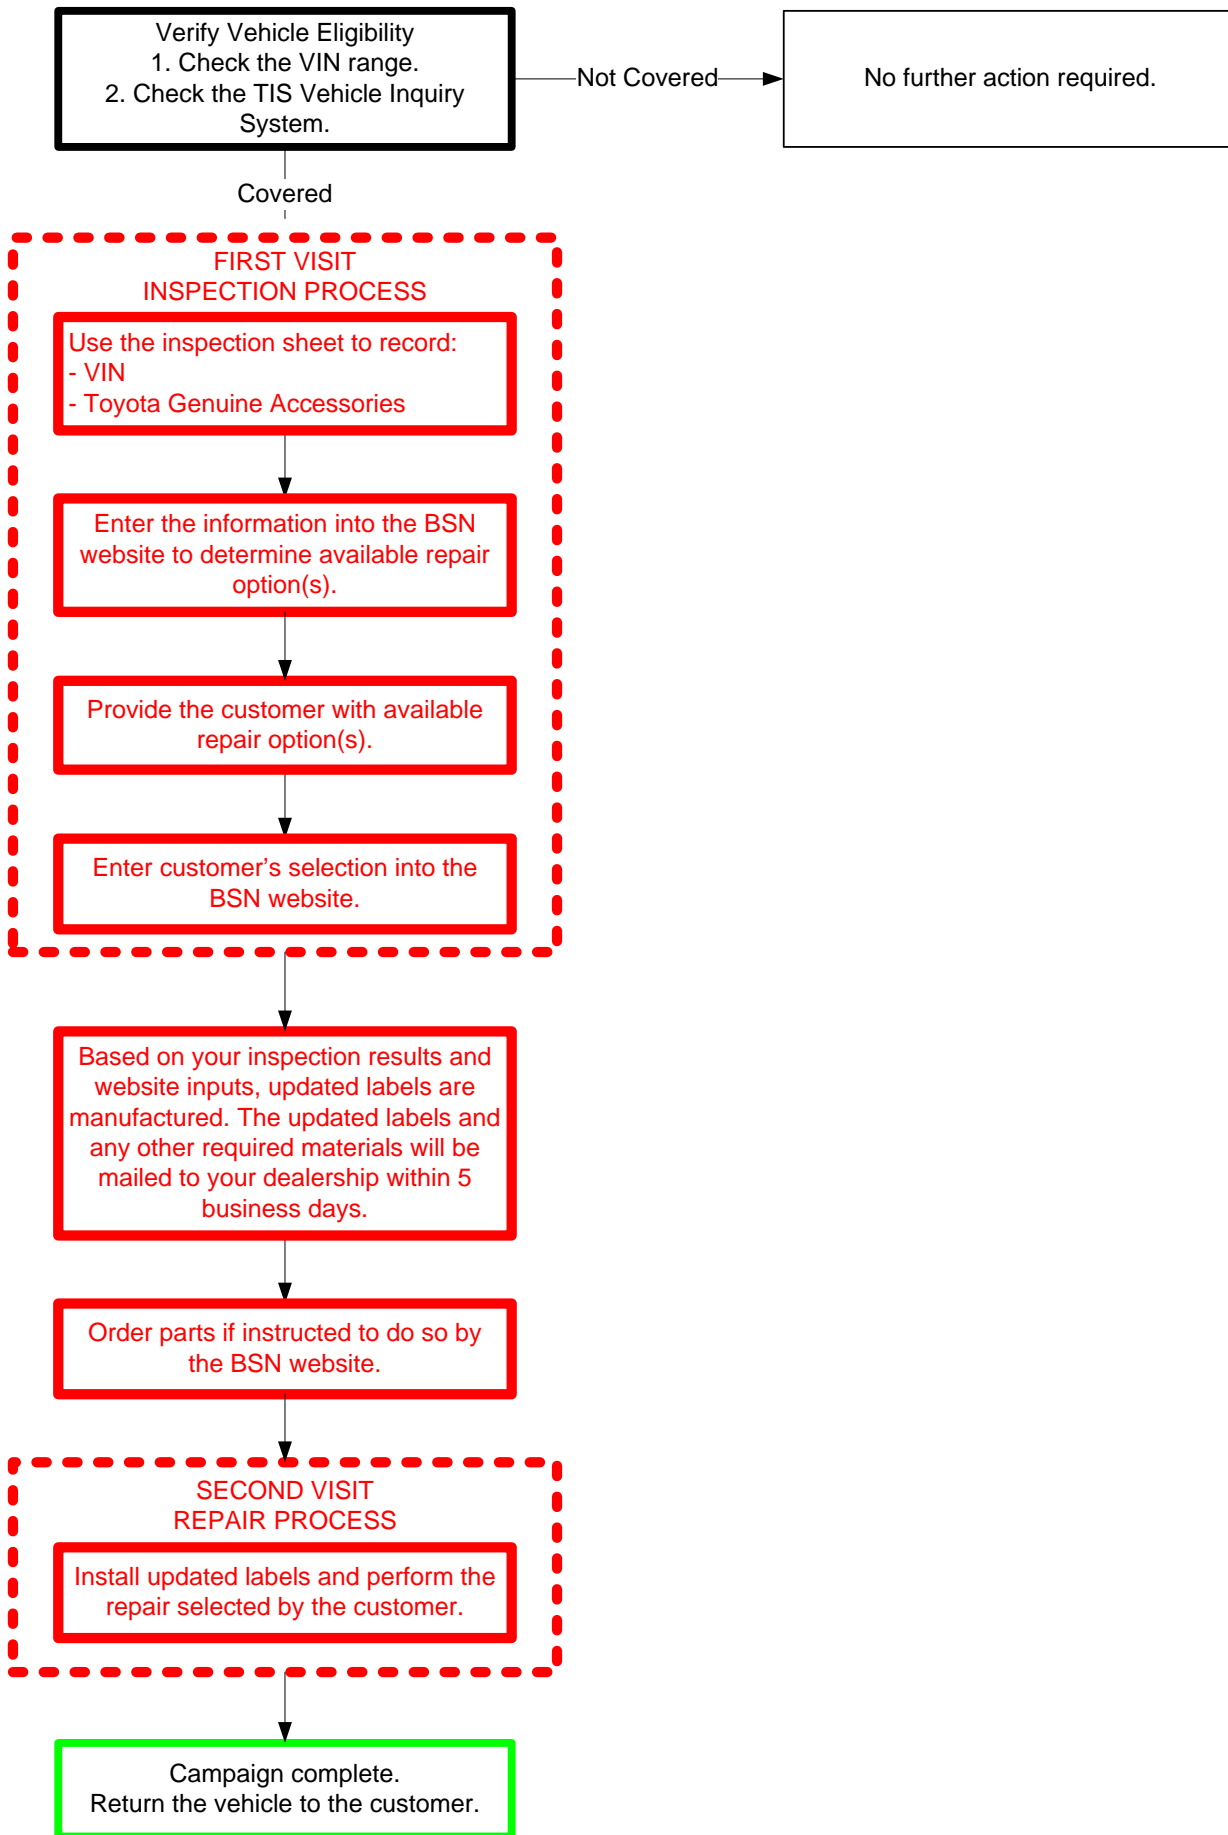 Verify Vehicle Eligibility
1. Check the VIN range.
2. Check the TIS Vehicle Inquiry
System.
Not Covered
No further action required.
Covered
FIRST VISIT
INSPECTION PROCESS
Use the inspection sheet to record:
- VIN
- Toyota Genuine Accessories
Enter the information into the BSN
website to determine available repair
option(s).
Provide the customer with available
repair option(s).
Enter customer’s selection into the
BSN website.
Based on your inspection results and
website inputs, updated labels are
manufactured. The updated labels and
any other required materials will be
mailed to your dealership within 5
business days.
Order parts if instructed to do so by
the BSN website.
SECOND VISIT
REPAIR PROCESS
Install updated labels and perform the
repair selected by the customer.
Campaign complete.
Return the vehicle to the customer.